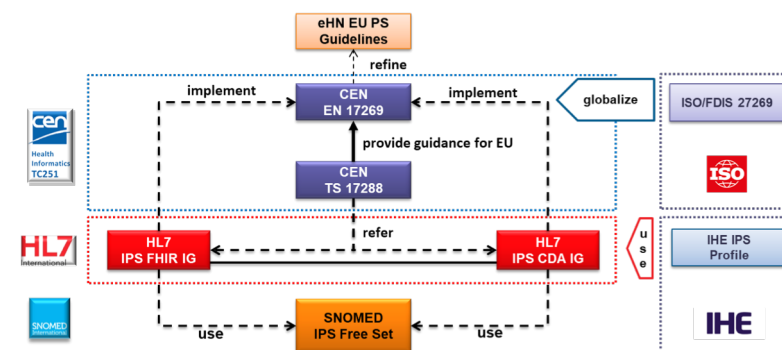 eHN EU PS
Guidelines
refine
implement
CEN
EN 17269
implement
globalize
ISO/FDIS 27269
cen
Health
Informatics
TC251
provide guidance for EU
CEN
TS 17288
ISO
refer
HL7
International
HL7
IPS FHIR IG
HL7
IPS CDA IG
use
IHE IPS
Profile
SNOMED
International
use
SNOMED
IPS Free Set
use
IHE